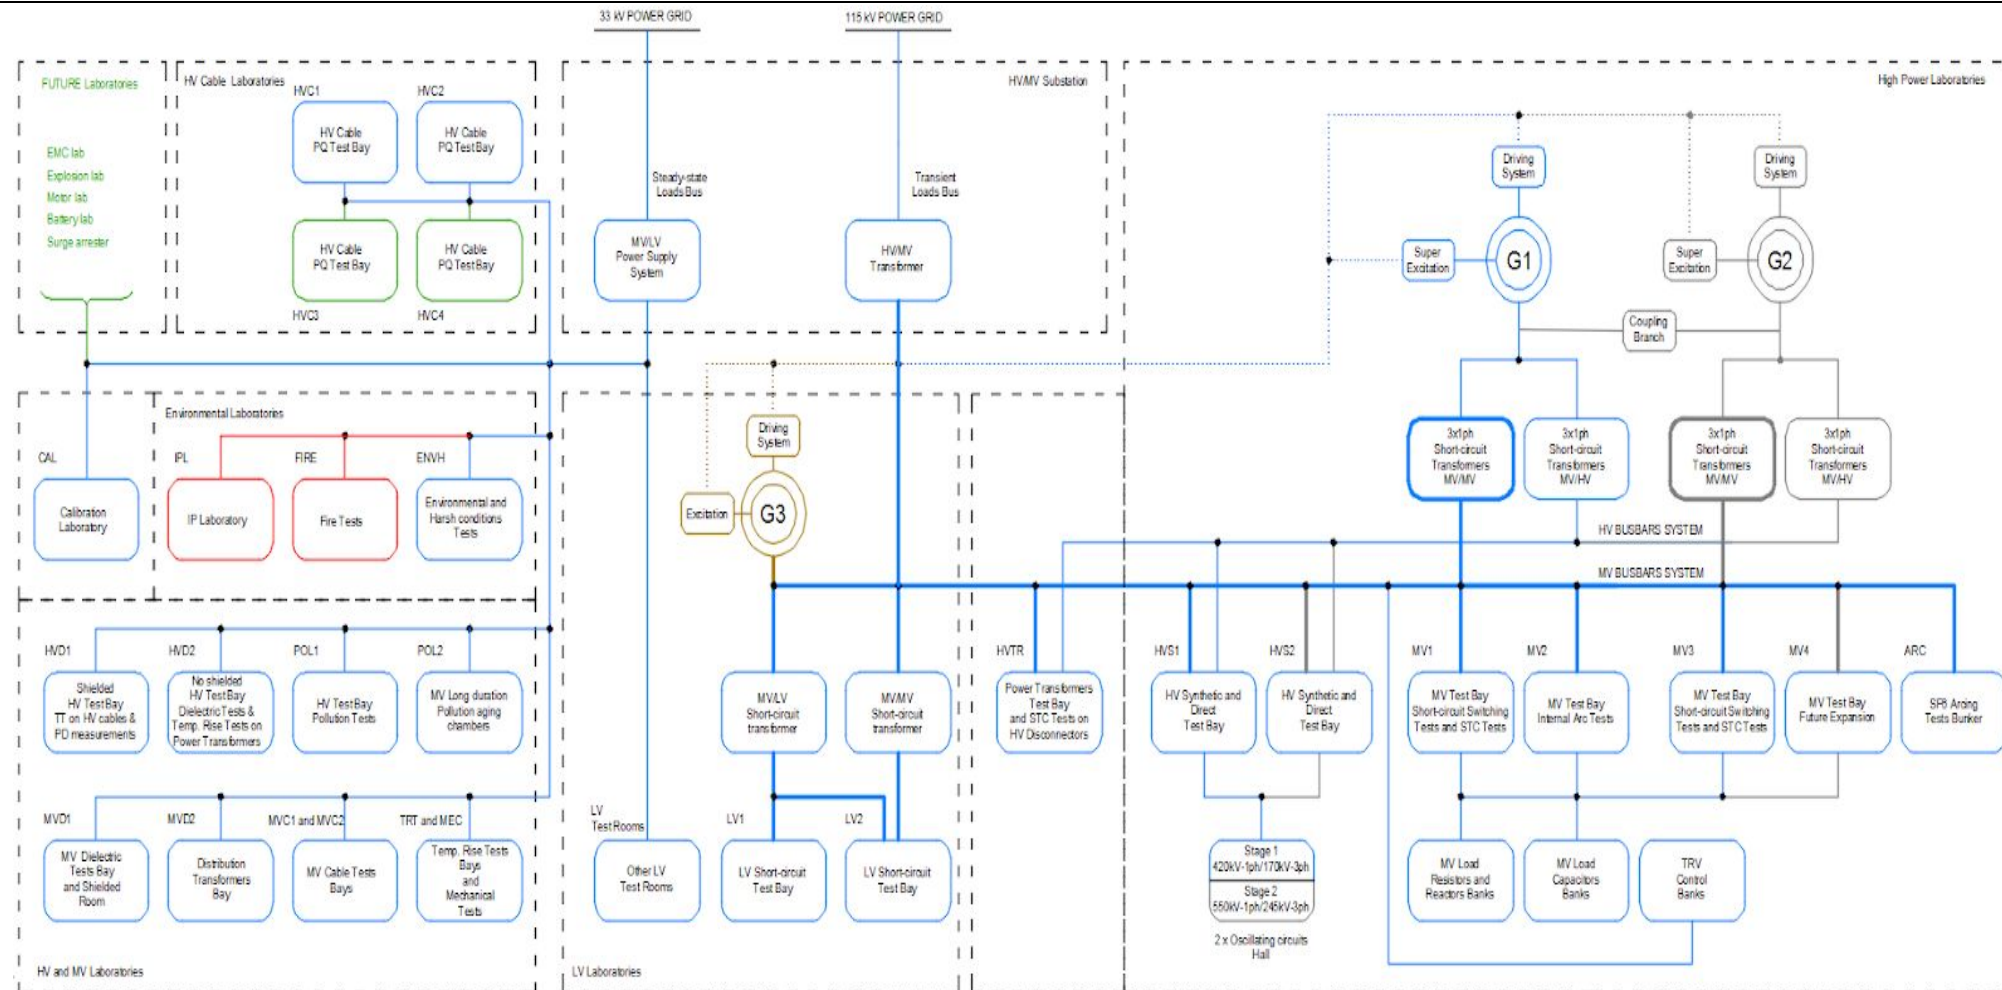 33 kV POWER GRID
115 kV POWER GRID
FUTURE Laboratories
EMC lab
Explosion lab
Motor lab
Battery lab
Surge arrester
HV Cable Laboratories
HVC1
HVC2
HV Cable
PQ Test Bay
HV Cable
PQ Test Bay
HV Cable
PQ Test Bay
HV Cable
PQ Test Bay
HVC3
HVC4
HV/MV Substation
Steady-state
Loads Bus
Transient
Loads Bus
MV/LV
Power Supply
System
HV/MV
Transformer
High Power Laboratories
Driving
System
Driving
System
Super
Excitation
G1
Super
Excitation
G2
Coupling
Branch
3x1ph
Short-circuit
Transformers
MV/MV
3x1ph
Short-circuit
Transformers
MV/HV
3x1ph
Short-circuit
Transformers
MV/MV
3x1ph
Short-circuit
Transformers
MV/HV
HV BUSBARS SYSTEM
MV BUSBARS SYSTEM
Environmental Laboratories
CAL
IPL
FIRE
ENVH
Calibration
Laboratory
IP Laboratory
Fire Tests
Environmental and
Harsh conditions
Tests
Driving
System
Excitation
G3
HVD1
HVD2
POL1
POL2
Shielded
HV Test Bay
TT on HV cables &
PD measurements
No shielded
HV Test Bay
Dielectric Tests &
Temp. Rise Tests on
Power Transformers
HV Test Bay
Pollution Tests
MV Long duration
Pollution aging
chambers
MVD1
MVD2
MVC1 and MVC2
TRT and MEC
MV Dielectric
Tests Bay
and Shielded
Room
Distribution
Transformers
Bay
MV Cable Tests
Bays
Temp. Rise Tests
Bays
and
Mechanical
Tests
HV and MV Laboratories
MV/LV
Short-circuit
transformer
MV/MV
Short-circuit
transformer
LV
Test Rooms
LV1
LV2
Other LV
Test Rooms
LV Short-circuit
Test Bay
LV Short-circuit
Test Bay
LV Laboratories
HVTR
Power Transformers
Test Bay
and STC Tests on
HV Disconnectors
HVS1
HVS2
HV Synthetic and
Direct
Test Bay
HV Synthetic and
Direct
Test Bay
Stage 1
420kV-1ph/170kV-3ph
Stage 2
550kV-1ph/245kV-3ph
2 x Oscillating circuits
Hall
MV1
MV2
MV3
MV4
ARC
MV Test Bay
Short-circuit Switching
Tests and STC Tests
MV Test Bay
Internal Arc Tests
MV Test Bay
Short-circuit Switching
Tests and STC Tests
MV Test Bay
Future Expansion
SF6 Arcing
Tests Bunker
MV Load
Resistors and
Reactors Banks
MV Load
Capacitors
Banks
TRV
Control
Banks